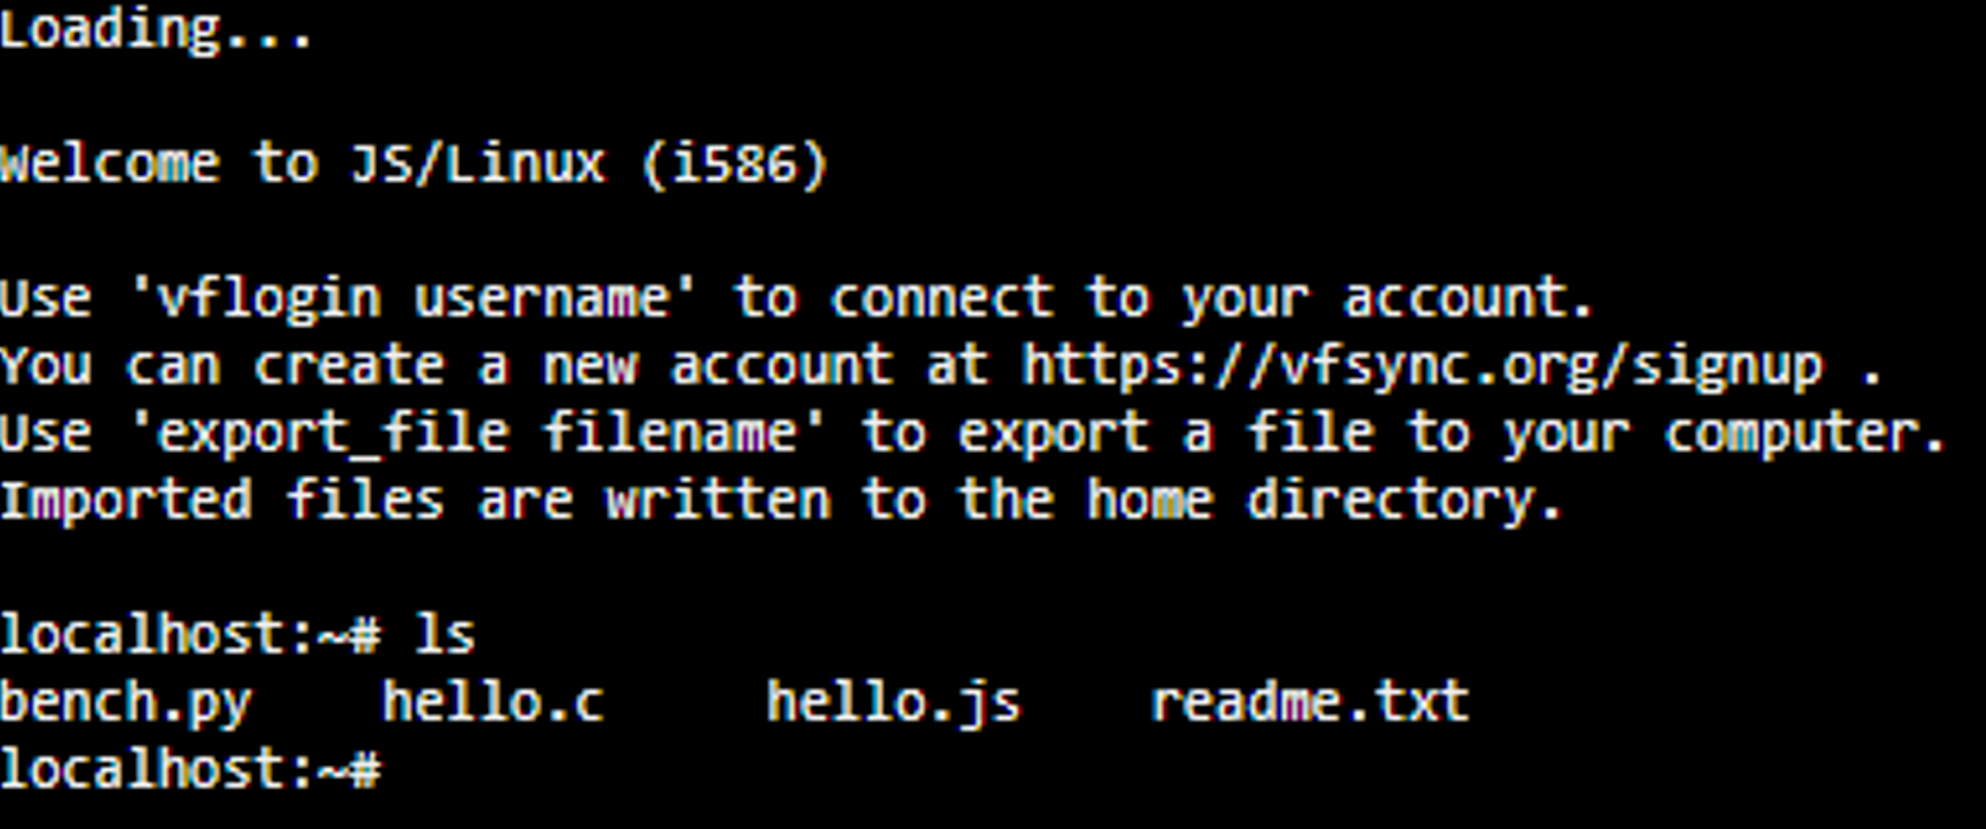 Loading...
Welcome to JS/Linux (i586)
Use 'vflogin username' to connect to your account.
You can create a new account at https://vfsync.org/signup .
Use 'export_file filename' to export a file to your computer.
Imported files are written to the home directory.
localhost:~# ls
bench.py    hello.c     hello.js    readme.txt
localhost:~#